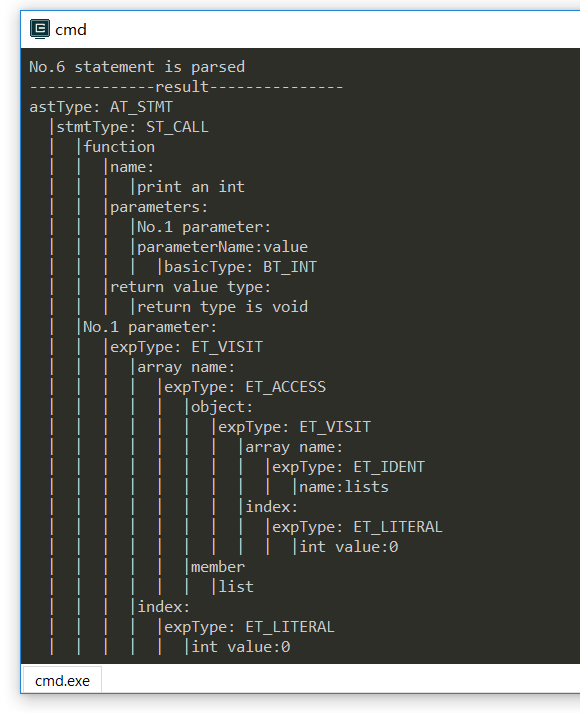 cmd
No.6 statement is parsed
--------------result---------------
astType: AT_STMT
  |stmtType: ST_CALL
  |  |function
  |  |  |name:
  |  |  |  |print an int
  |  |  |parameters:
  |  |  |  |No.1 parameter:
  |  |  |  |parameterName:value
  |  |  |  |  |basicType: BT_INT
  |  |  |return value type:
  |  |  |  |return type is void
  |  |No.1 parameter:
  |  |  |expType: ET_VISIT
  |  |  |  |array name:
  |  |  |  |  |expType: ET_ACCESS
  |  |  |  |  |  |object:
  |  |  |  |  |  |  |expType: ET_VISIT
  |  |  |  |  |  |  |  |array name:
  |  |  |  |  |  |  |  |  |expType: ET_IDENT
  |  |  |  |  |  |  |  |  |  |name:lists
  |  |  |  |  |  |  |  |index:
  |  |  |  |  |  |  |  |  |expType: ET_LITERAL
  |  |  |  |  |  |  |  |  |  |int value:0
  |  |  |  |  |  |member
  |  |  |  |  |  |  |list
  |  |  |  |index:
  |  |  |  |  |expType: ET_LITERAL
  |  |  |  |  |  |int value:0
cmd.exe